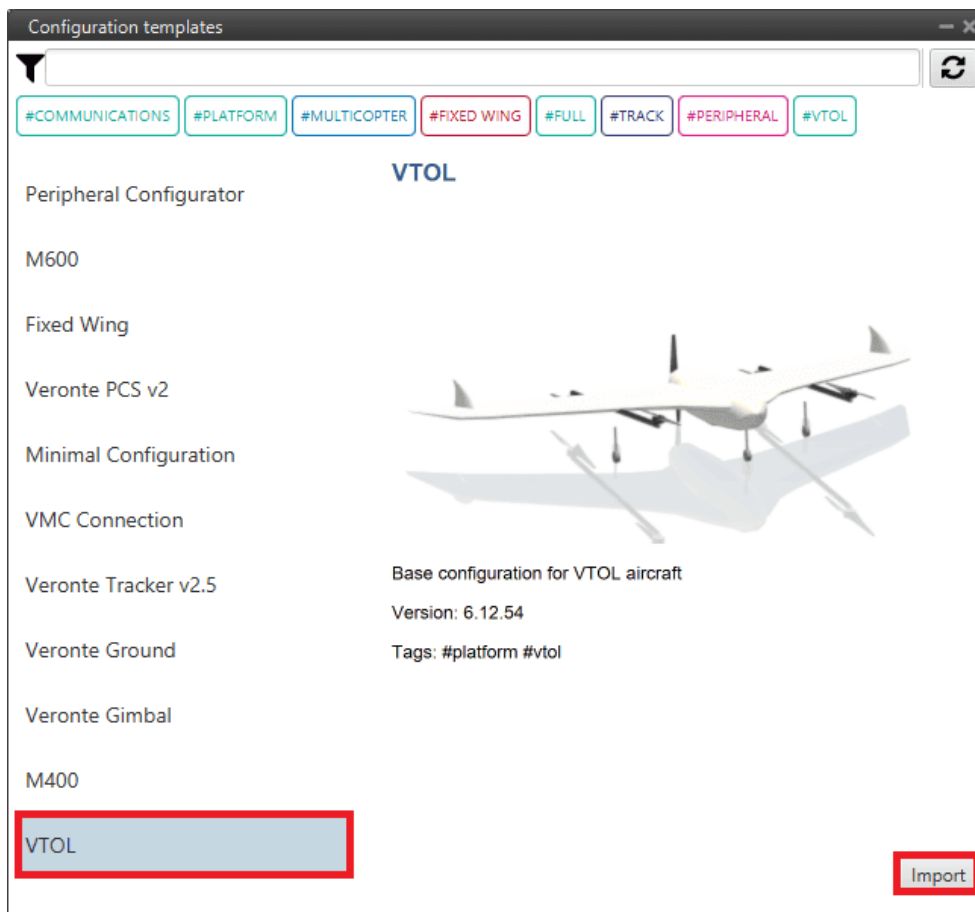 Configuration templates
#COMMUNICATIONS #PLATFORM #MULTICOPTER #FIXED WING #FULL #TRACK #PERIPHERAL #VTOL
Peripheral Configurator
M600
Fixed Wing
Veronte PCS v2
Minimal Configuration
VMC Connection
Veronte Tracker v2.5
Veronte Ground
Veronte Gimbal
M400
VTOL
VTOL
Base configuration for VTOL aircraft
Version: 6.12.54
Tags: #platform #vtol
Import